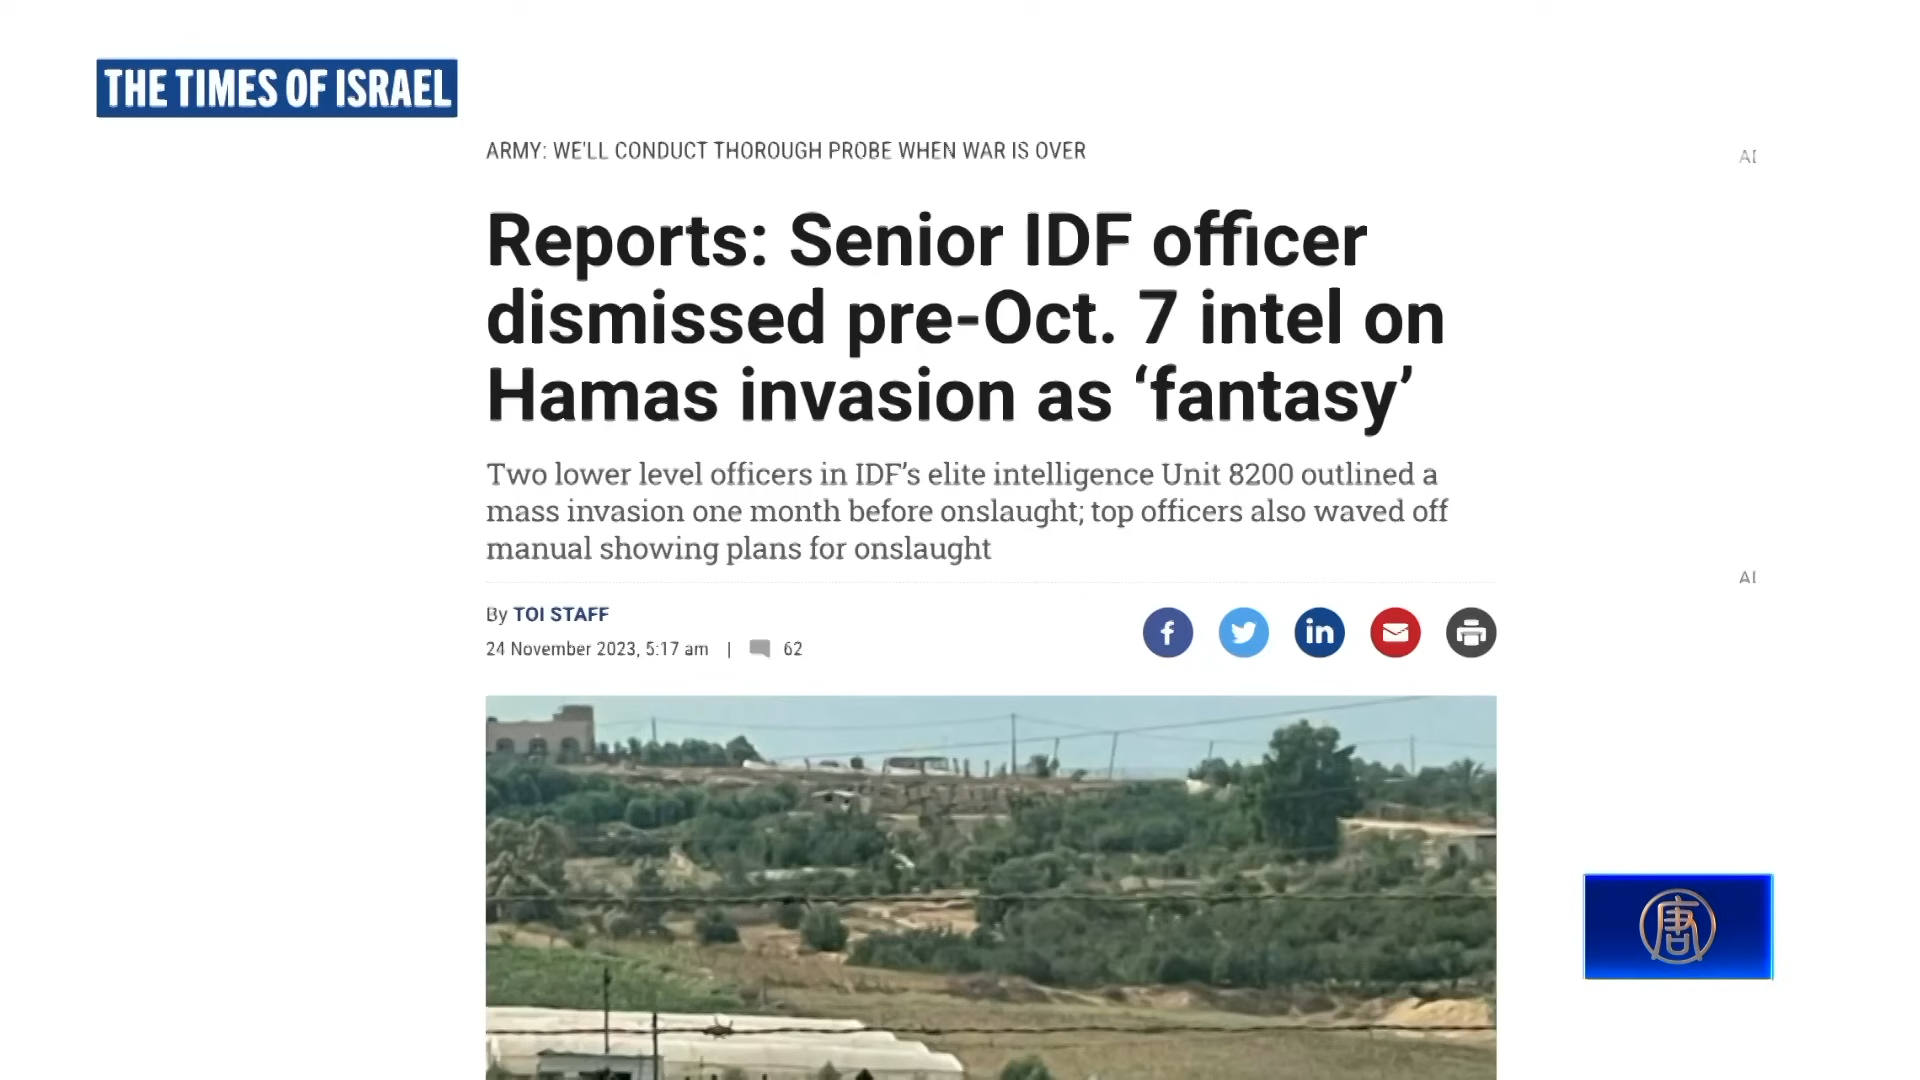 THE TIMES OF ISRAEL
ARMY: WE'LL CONDUCT THOROUGH PROBE WHEN WAR IS OVER
Reports: Senior IDF officer
dismissed pre-Oct. 7 intel on
Hamas invasion as ‘fantasy’
Two lower level officers in IDF’s elite intelligence Unit 8200 outlined a
mass invasion one month before onslaught; top officers also waved off
manual showing plans for onslaught
By TOI STAFF
24 November 2023, 5:17 am | 62
f in
唐